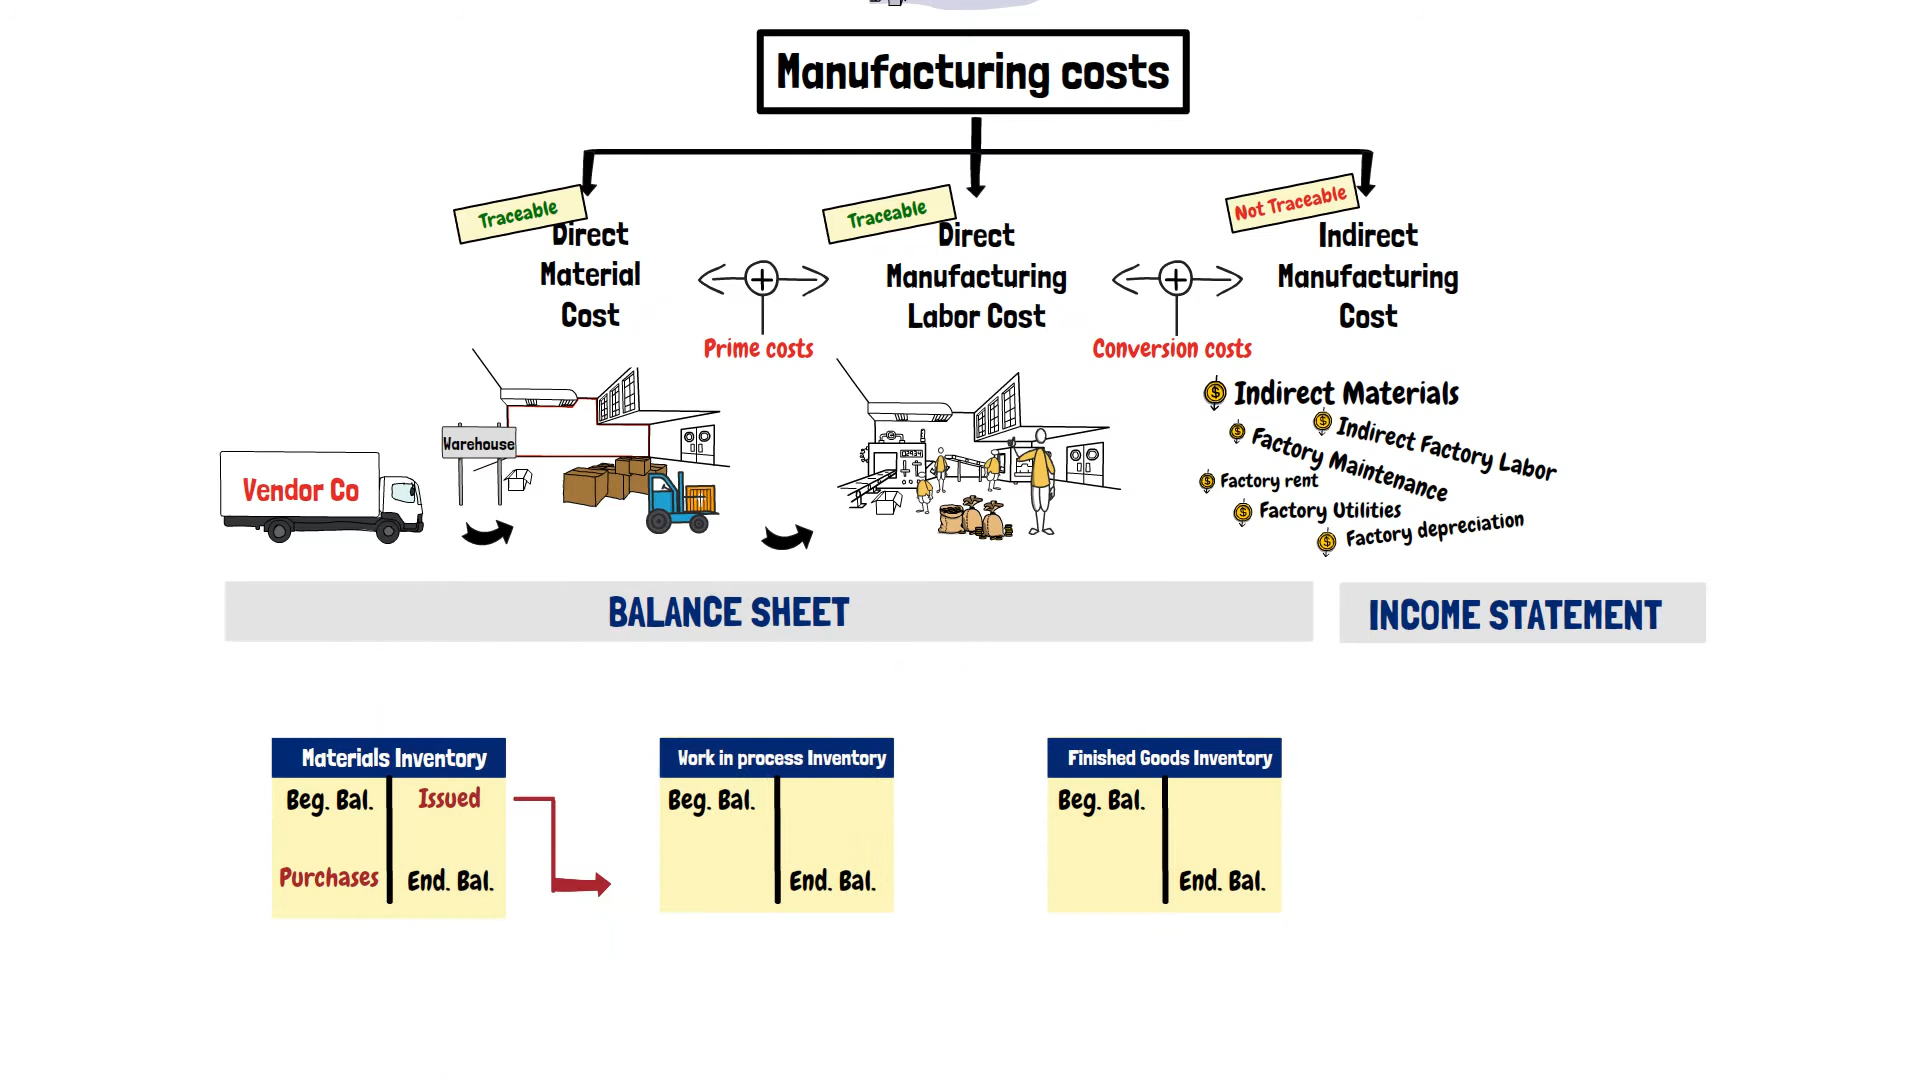 Manufacturing costs
Traceable
Traceable
Not Traceable
Direct
Material
Cost
Direct
Manufacturing
Labor Cost
Indirect
Manufacturing
Cost
Prime costs
Conversion costs
Indirect Materials
Indirect Factory Labor
Factory Maintenance
Factory rent
Factory Utilities
Factory depreciation
Warehouse
Vendor Co
BALANCE SHEET
INCOME STATEMENT
Materials Inventory
Beg. Bal.
Issued
Purchases
End. Bal.
Work in process Inventory
Beg. Bal.
End. Bal.
Finished Goods Inventory
Beg. Bal.
End. Bal.